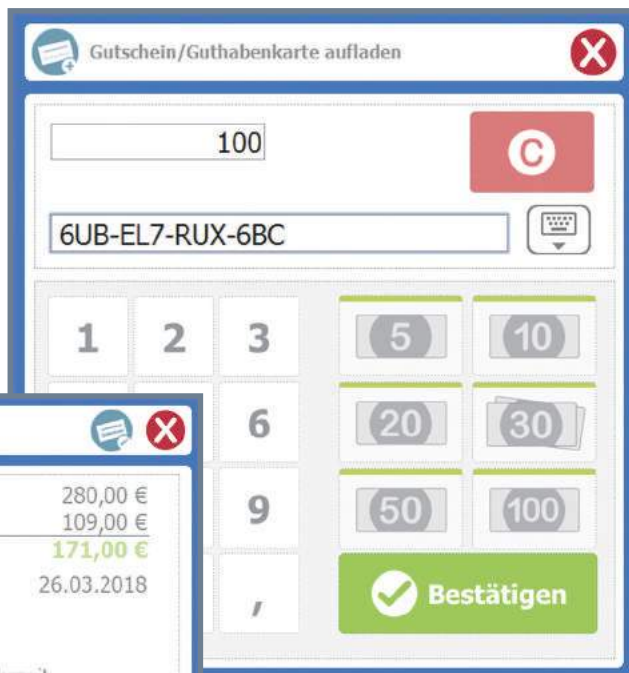 Gutschein/Guthabenkarte aufladen
100
C
6UB-EL7-RUX-6BC
1 2 3 5 10
6 20 30
9 50 100
, Bestätigen
280,00 €
109,00 €
171,00 €
26.03.2018